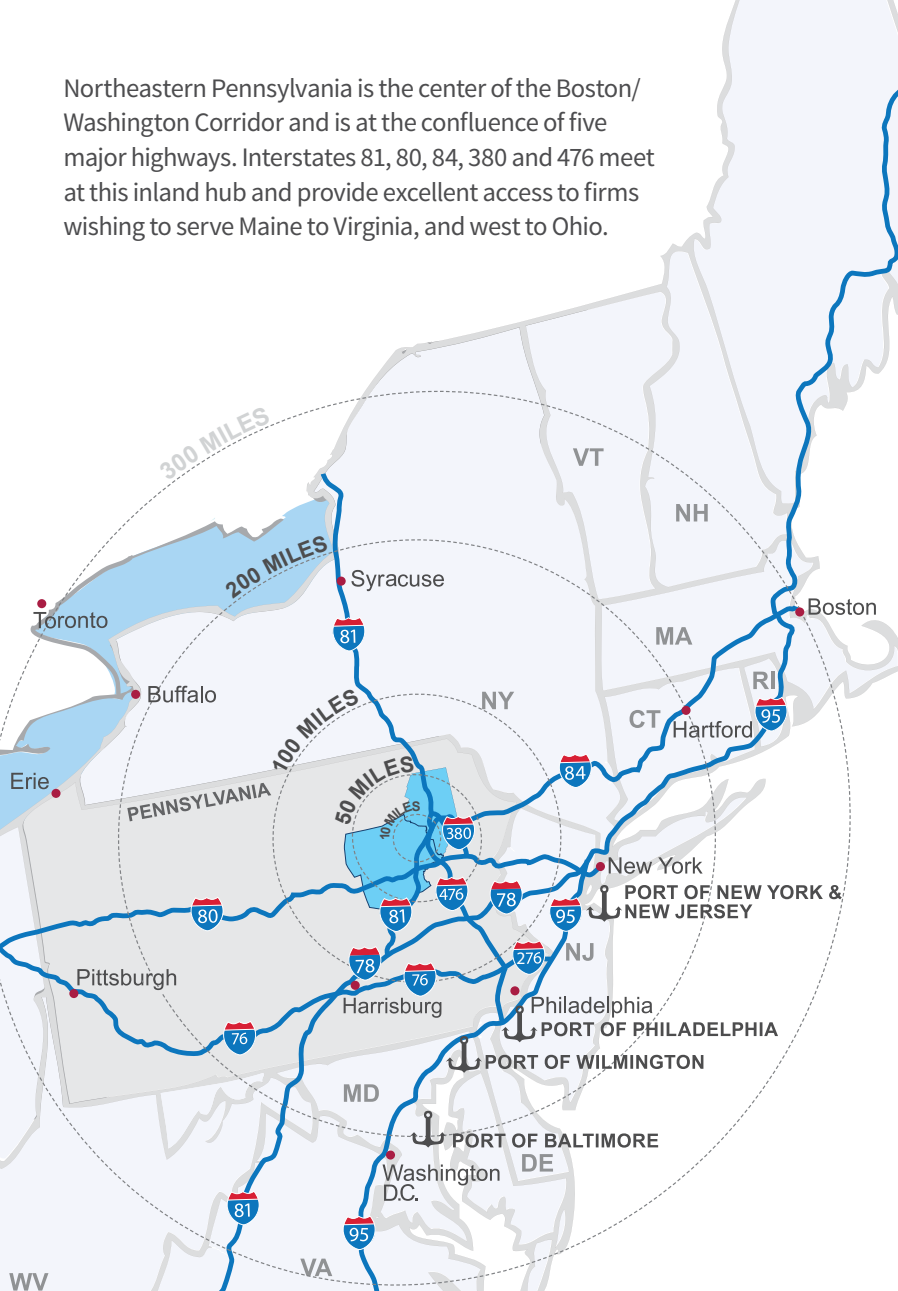 Northeastern Pennsylvania is the center of the Boston/
Washington Corridor and is at the confluence of five
major highways. Interstates 81, 80, 84, 380 and 476 meet
at this inland hub and provide excellent access to firms
wishing to serve Maine to Virginia, and west to Ohio.
300 MILES
VT
NH
200 MILES
Syracuse
Toronto
Boston
81
MA
Buffalo
NY
RI
100 MILES
CT
95
Hartford
84
50 MILES
Erie
PENNSYLVANIA
10 MILES
380
New York
476
78
PORT OF NEW YORK &
NEW JERSEY
80
81
95
NJ
78
276
76
Pittsburgh
Harrisburg
Philadelphia
PORT OF PHILADELPHIA
76
PORT OF WILMINGTON
MD
PORT OF BALTIMORE
DE
Washington
D.C.
81
95
VA
WV